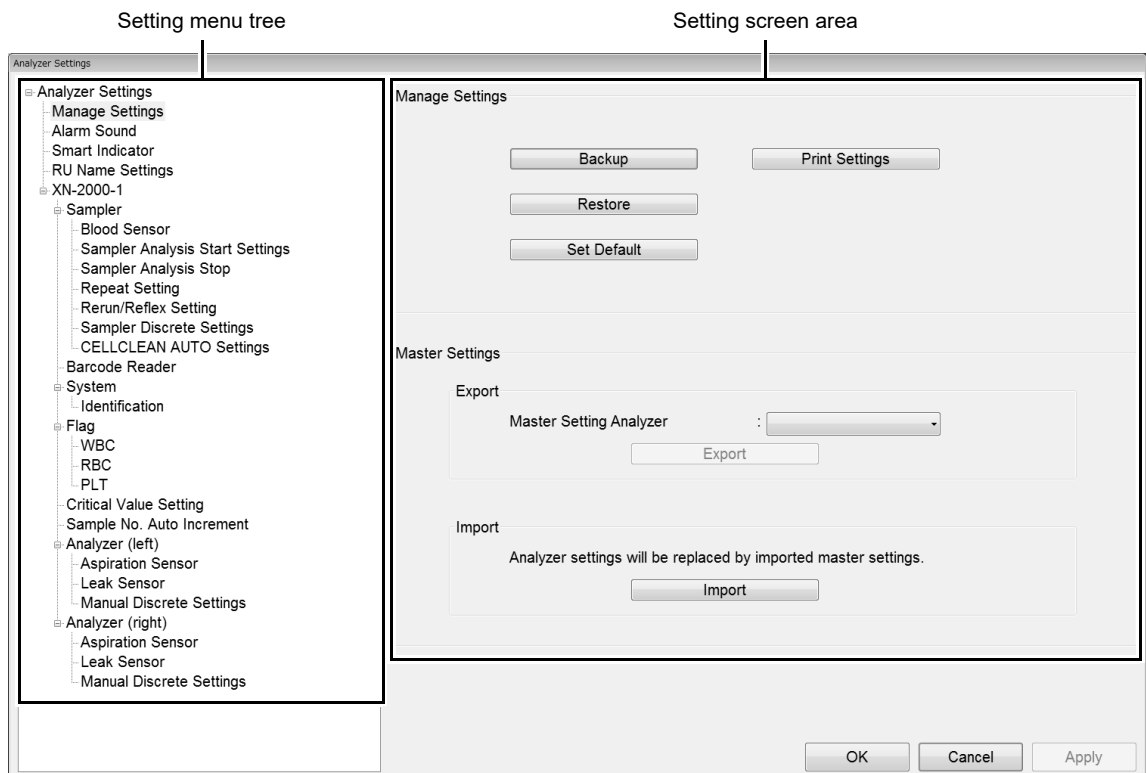 Setting menu tree
Setting screen area
Analyzer Settings
Analyzer Settings
Manage Settings
Alarm Sound
Smart Indicator
RU Name Settings
XN-2000-1
Sampler
Blood Sensor
Sampler Analysis Start Settings
Sampler Analysis Stop
Repeat Setting
Rerun/Reflex Setting
Sampler Discrete Settings
CELLCLEAN AUTO Settings
Barcode Reader
System
Identification
Flag
WBC
RBC
PLT
Critical Value Setting
Sample No. Auto Increment
Analyzer (left)
Aspiration Sensor
Leak Sensor
Manual Discrete Settings
Analyzer (right)
Aspiration Sensor
Leak Sensor
Manual Discrete Settings
Manage Settings
Backup Print Settings
Restore
Set Default
Master Settings
Export
Master Setting Analyzer :
Export
Import
Analyzer settings will be replaced by imported master settings.
Import
OK Cancel Apply